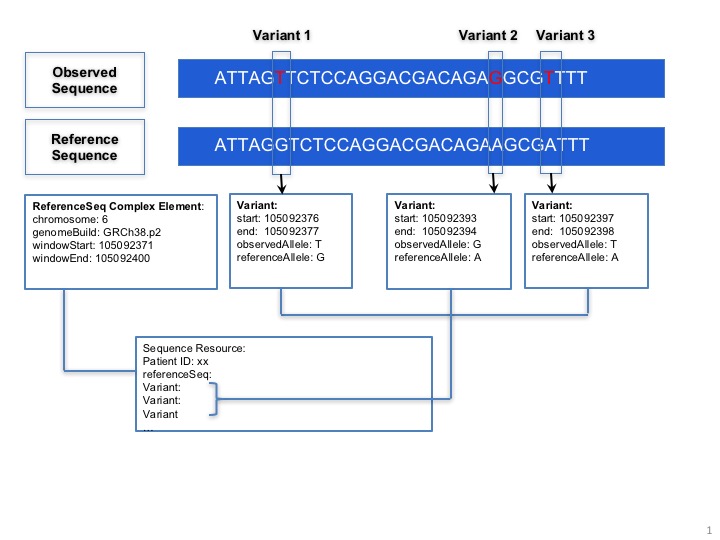 Variant 1
Variant 2
Variant 3
Observed
Sequence
ATTAGTTCTCCAGGACGACAGAGGCGTTTT
Reference
Sequence
ATTAGGTCTCCAGGACGACAGAAGCGATTT
ReferenceSeq Complex Element:
chromosome: 6
genomeBuild: GRCh38.p2
windowStart: 105092371
windowEnd: 105092400
Variant:
start: 105092376
end: 105092377
observedAllele: T
referenceAllele: G
Variant:
start: 105092393
end: 105092394
observedAllele: G
referenceAllele: A
Variant:
start: 105092397
end: 105092398
observedAllele: T
referenceAllele: A
Sequence Resource:
Patient ID: xx
referenceSeq:
Variant:
Variant:
Variant
...
1